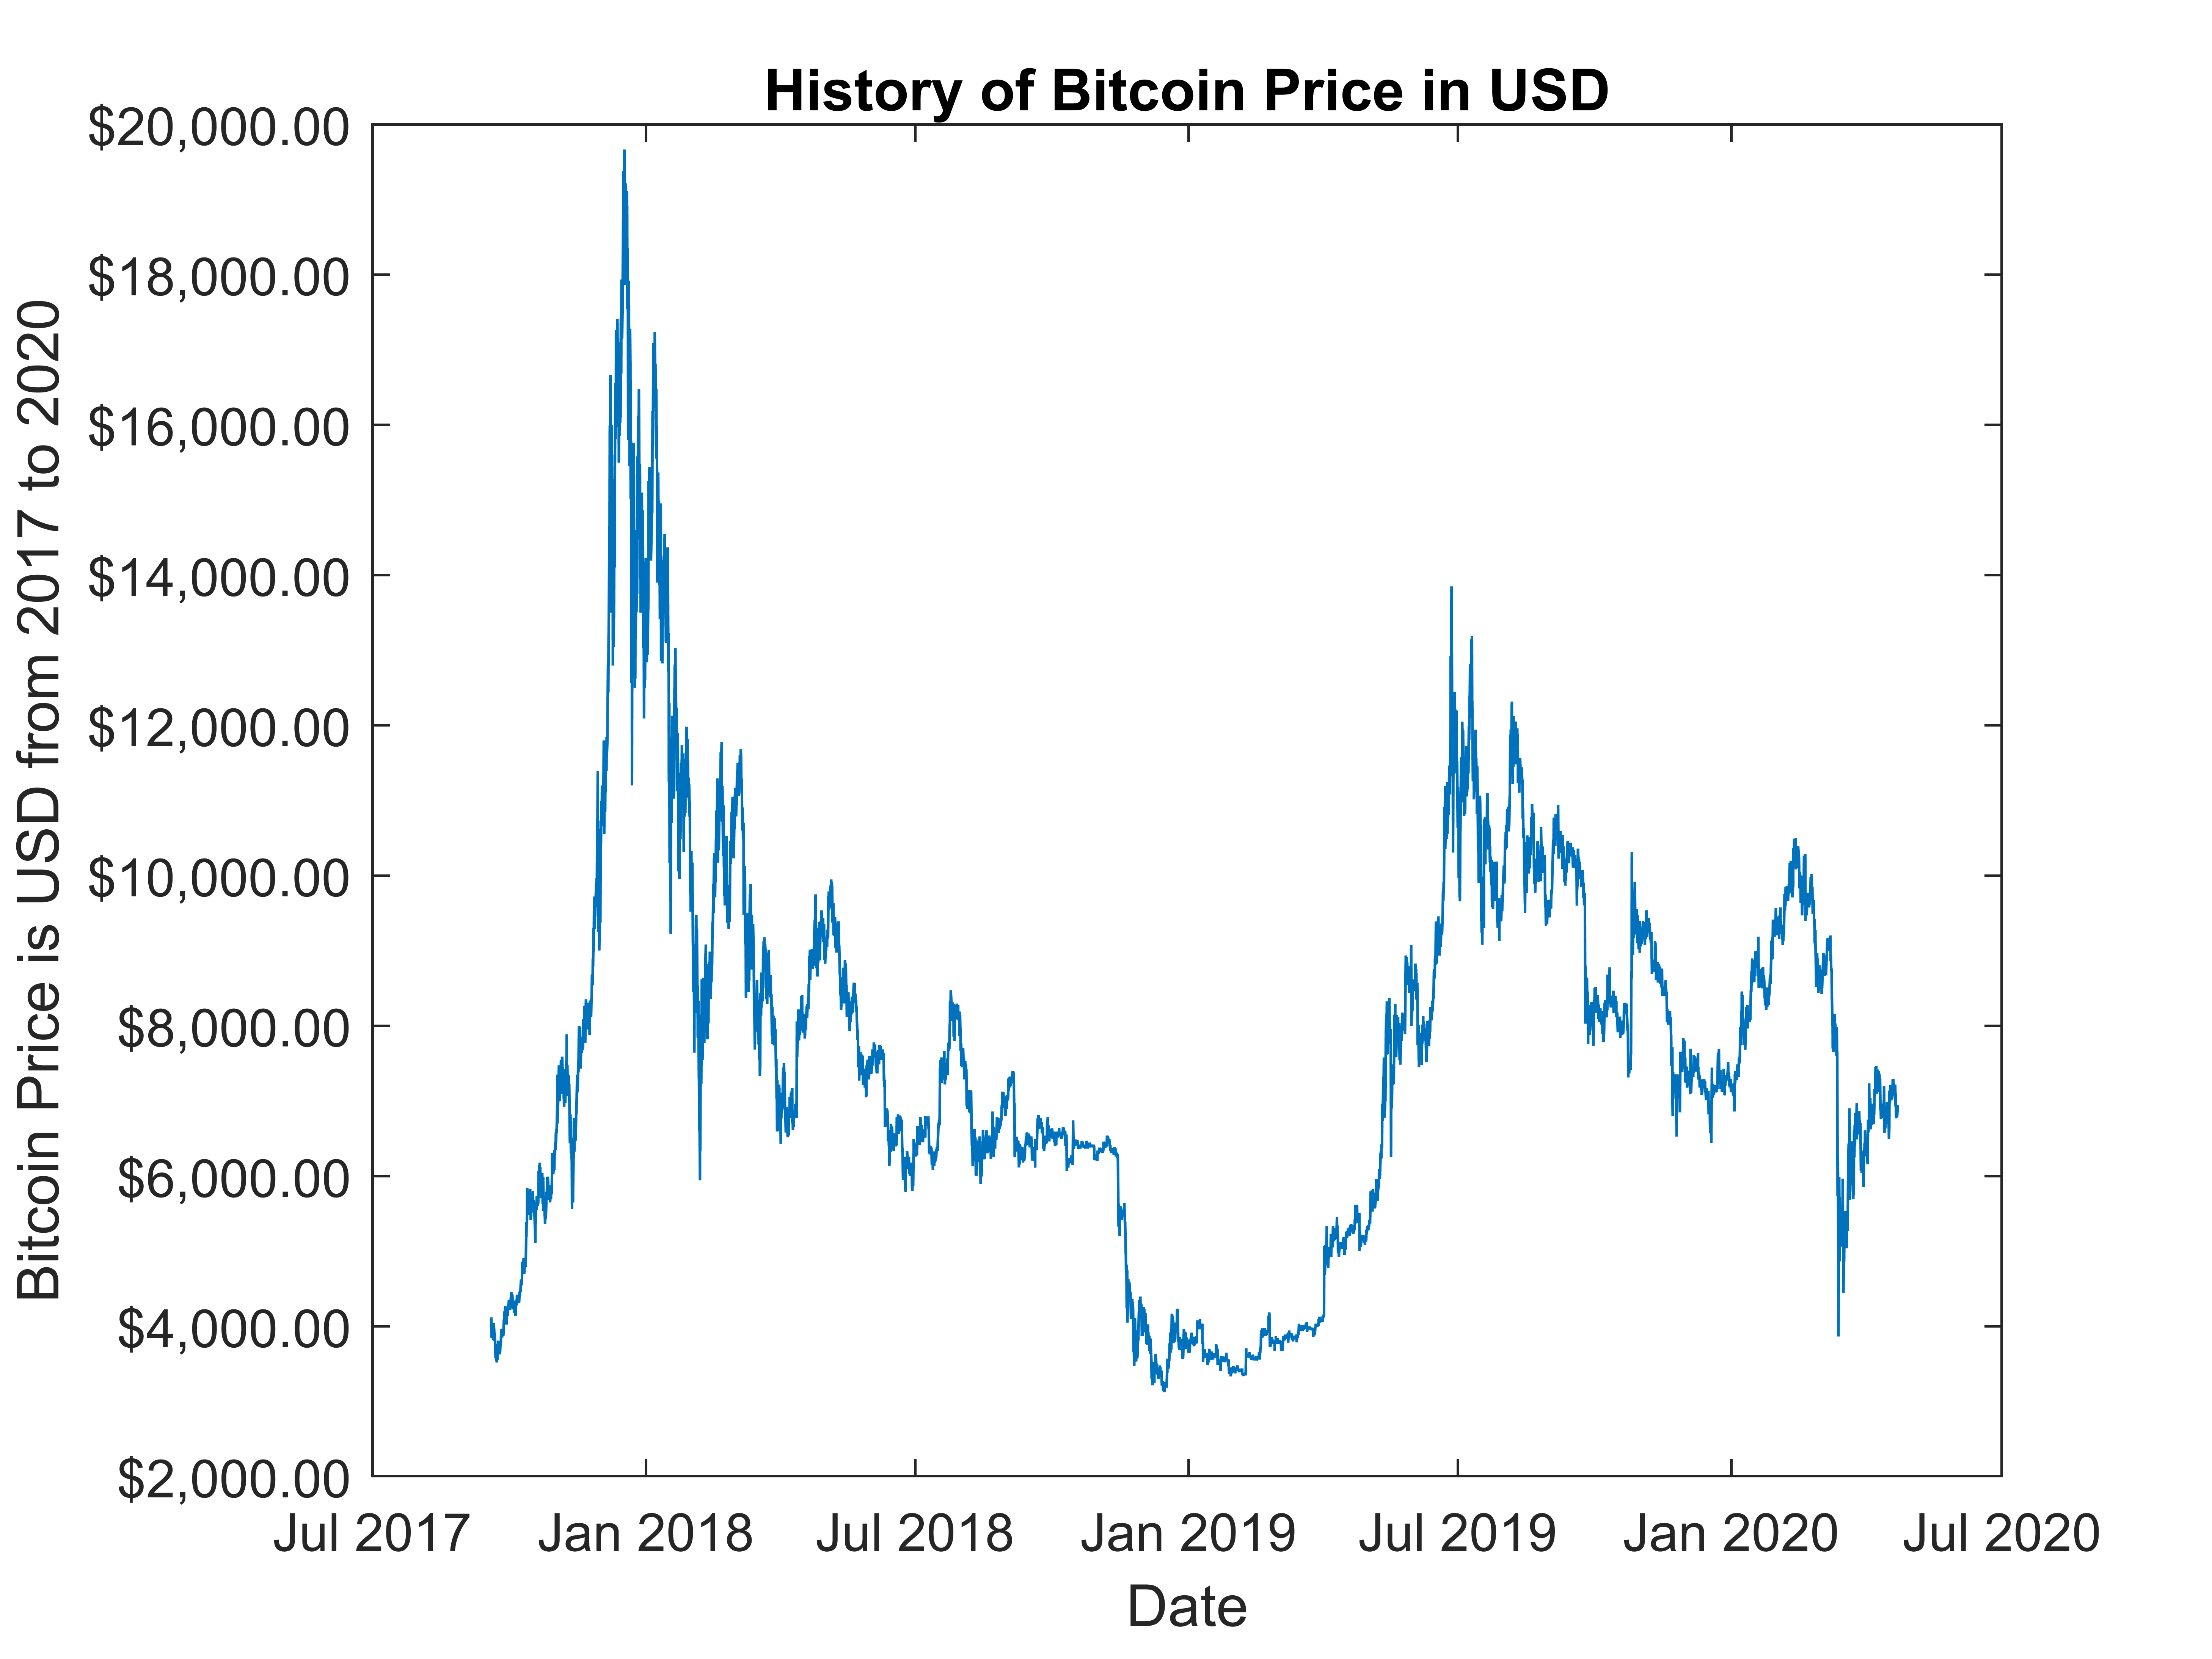 History of Bitcoin Price in USD
Bitcoin Price is USD from 2017 to 2020
$20,000.00
$18,000.00
$16,000.00
$14,000.00
$12,000.00
$10,000.00
$8,000.00
$6,000.00
$4,000.00
$2,000.00
Jul 2017 Jan 2018 Jul 2018 Jan 2019 Jul 2019 Jan 2020 Jul 2020
Date